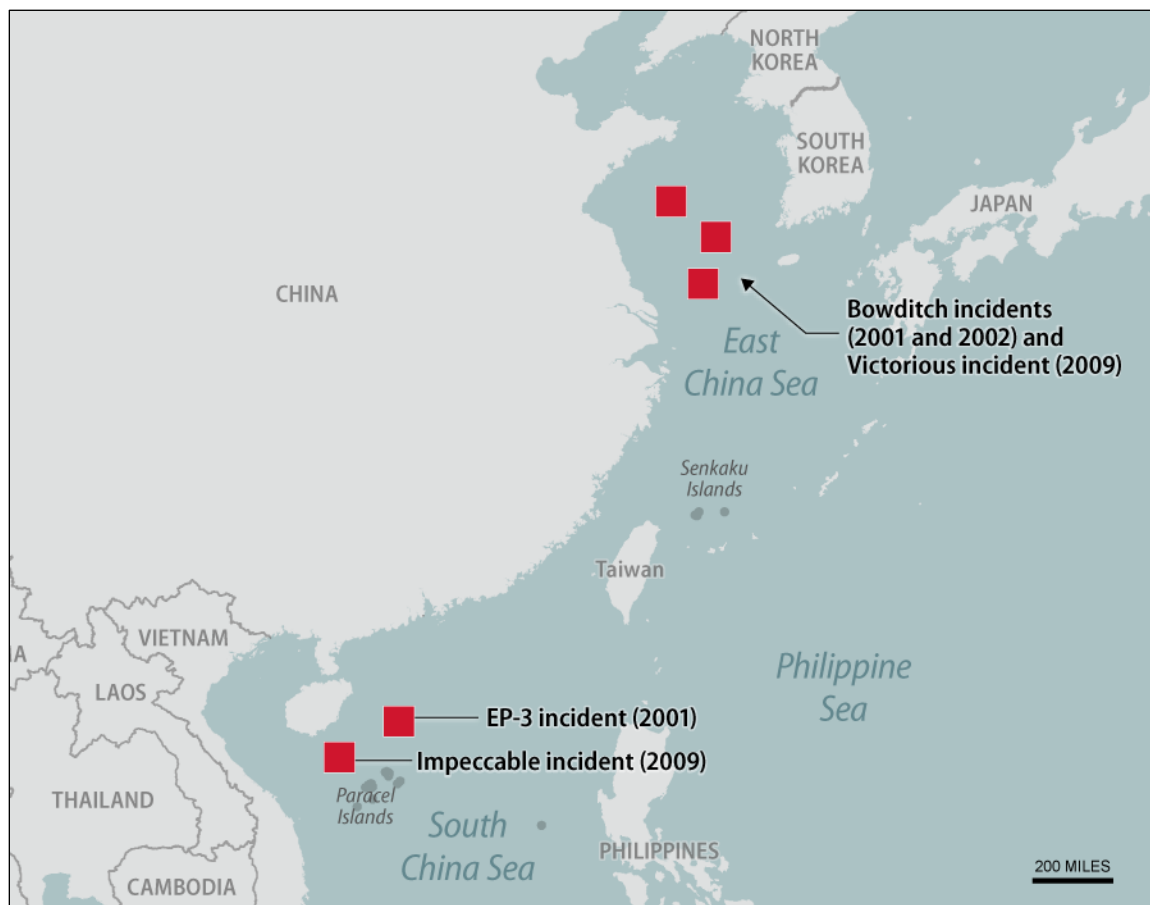 NORTH
KOREA
SOUTH
KOREA
JAPAN
CHINA
Bowditch incidents
(2001 and 2002) and
Victorious incident (2009)
East
China Sea
Senkaku
Islands
Taiwan
VIETNAM
IA
LAOS
Philippine
Sea
EP-3 incident (2001)
Impeccable incident (2009)
Paracel
Islands
THAILAND
South
China Sea
PHILIPPINES
CAMBODIA
200 MILES